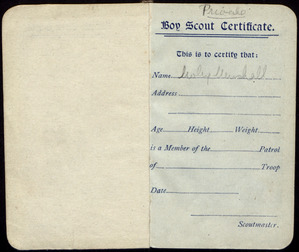 Private
Boy Scout Certificate.
This is to certify that:
Name
Address
Age Height Weight
is a Member of the Patrol
of Troop
Date
Scoutmaster.